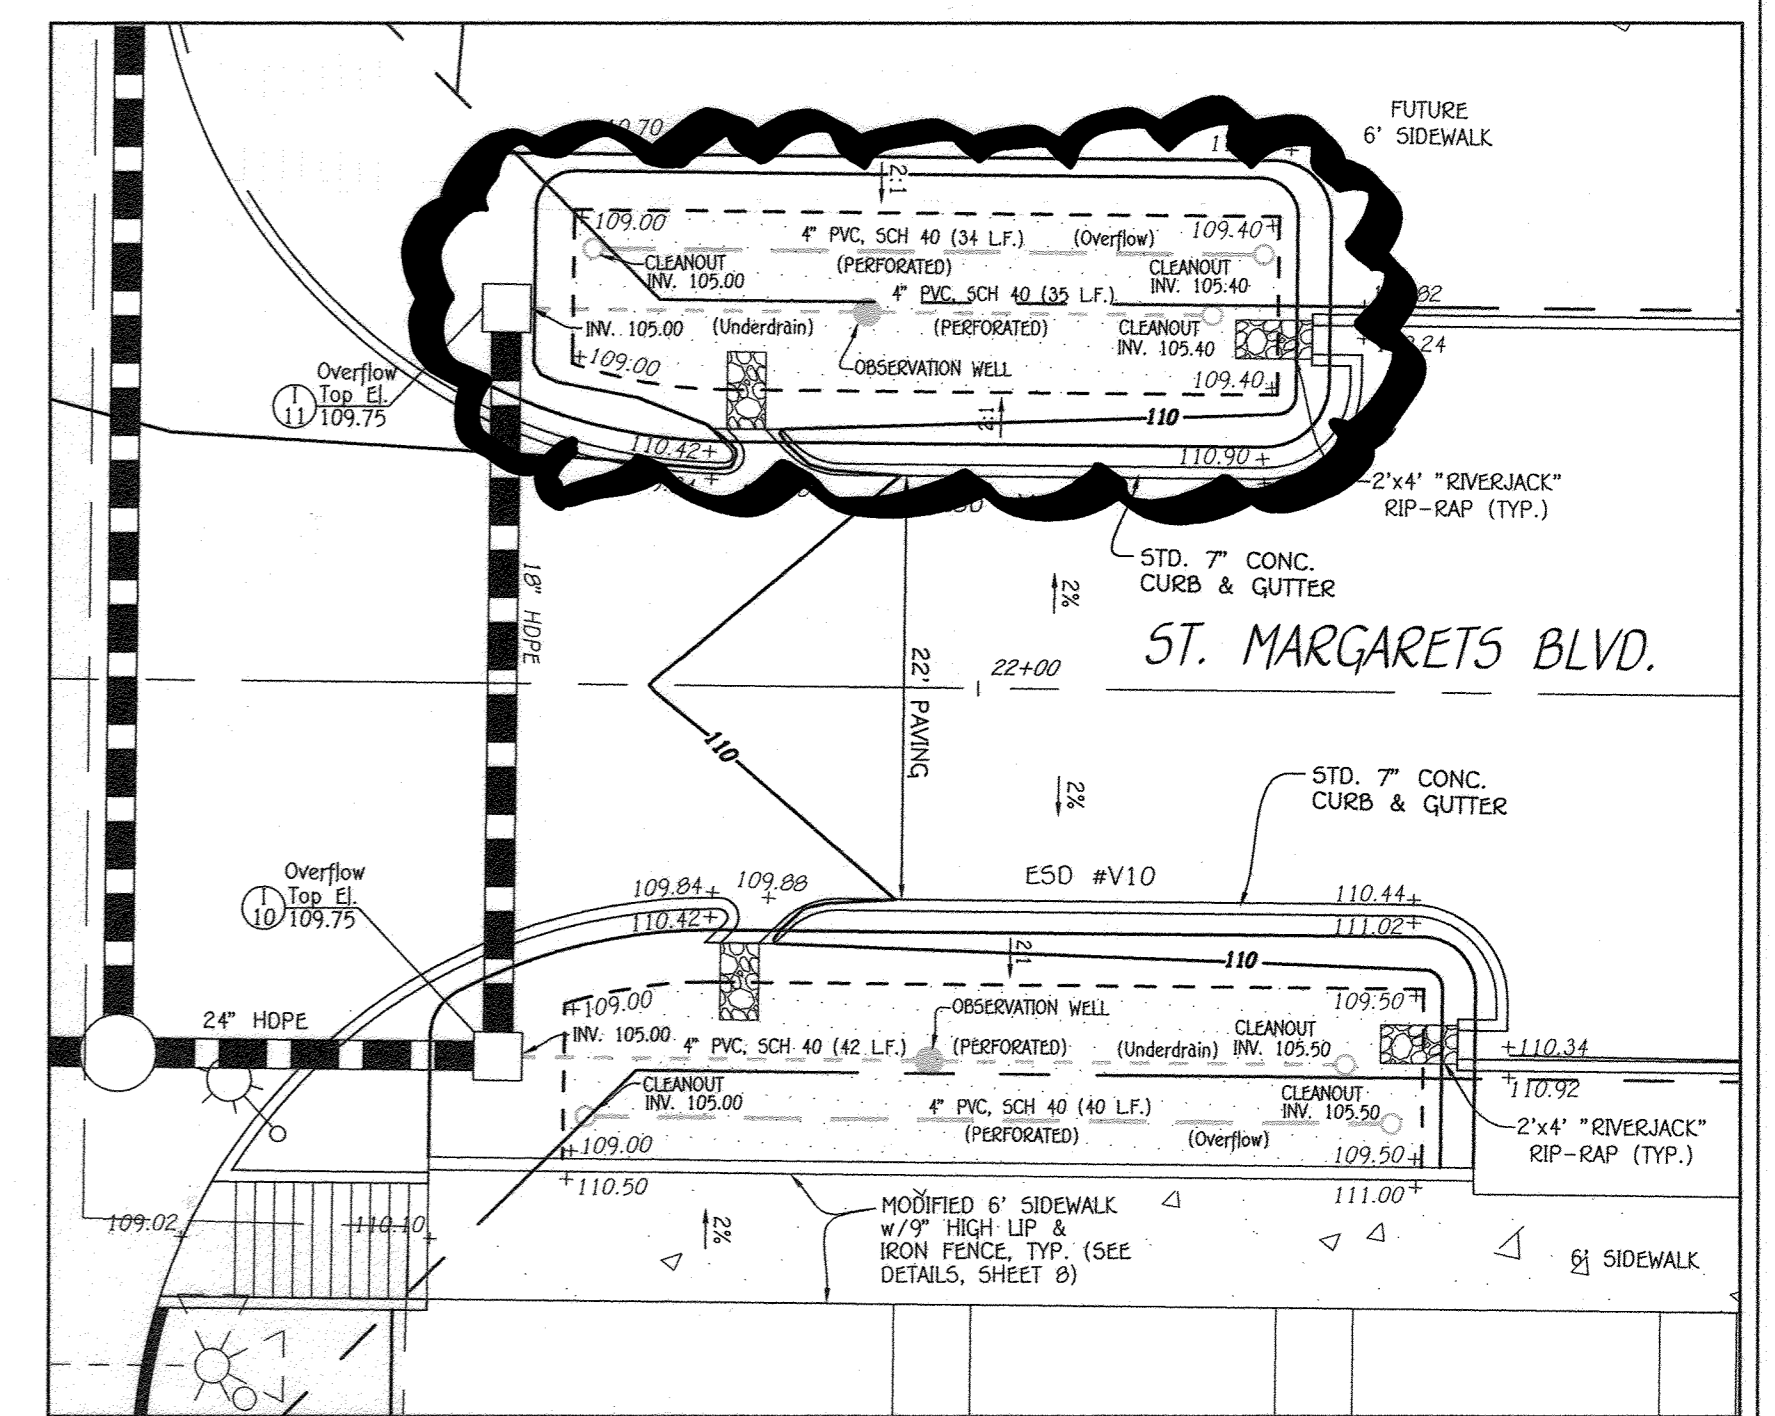 FUTURE
6' SIDEWALK
2:1
109.00
4" PVC, SCH 40 (34 L.F.)
(Overflow)
109.40
CLEANOUT
INV. 105.00
(PERFORATED)
CLEANOUT
INV. 105.40
4" PVC, SCH 40 (35 L.F.)
INV. 105.00
(Underdrain)
(PERFORATED)
CLEANOUT
INV. 105.40
109.00
OBSERVATION WELL
109.40
Overflow
Top El.
109.75
I
11
2:1
110
110.42
110.90
2'x4' "RIVERJACK"
RIP-RAP (TYP.)
STD. 7" CONC.
CURB & GUTTER
18" HDPE
2%
ST. MARGARETS BLVD.
22' PAVING
22+00
110
2%
STD. 7" CONC.
CURB & GUTTER
Overflow
Top El.
109.75
I
10
109.84
109.88
ESD #V10
110.44
110.42
111.02
2:1
110
109.00
OBSERVATION WELL
109.50
24" HDPE
INV. 105.00
4" PVC, SCH 40 (42 L.F.)
(PERFORATED)
(Underdrain)
CLEANOUT
INV. 105.50
110.34
CLEANOUT
INV. 105.00
4" PVC, SCH 40 (40 L.F.)
CLEANOUT
INV. 105.50
110.92
(PERFORATED)
(Overflow)
2'x4' "RIVERJACK"
RIP-RAP (TYP.)
109.00
109.50
110.50
111.00
109.02
110.10
2%
MODIFIED 6' SIDEWALK
w/9" HIGH LIP &
IRON FENCE, TYP. (SEE
DETAILS, SHEET 8)
6' SIDEWALK